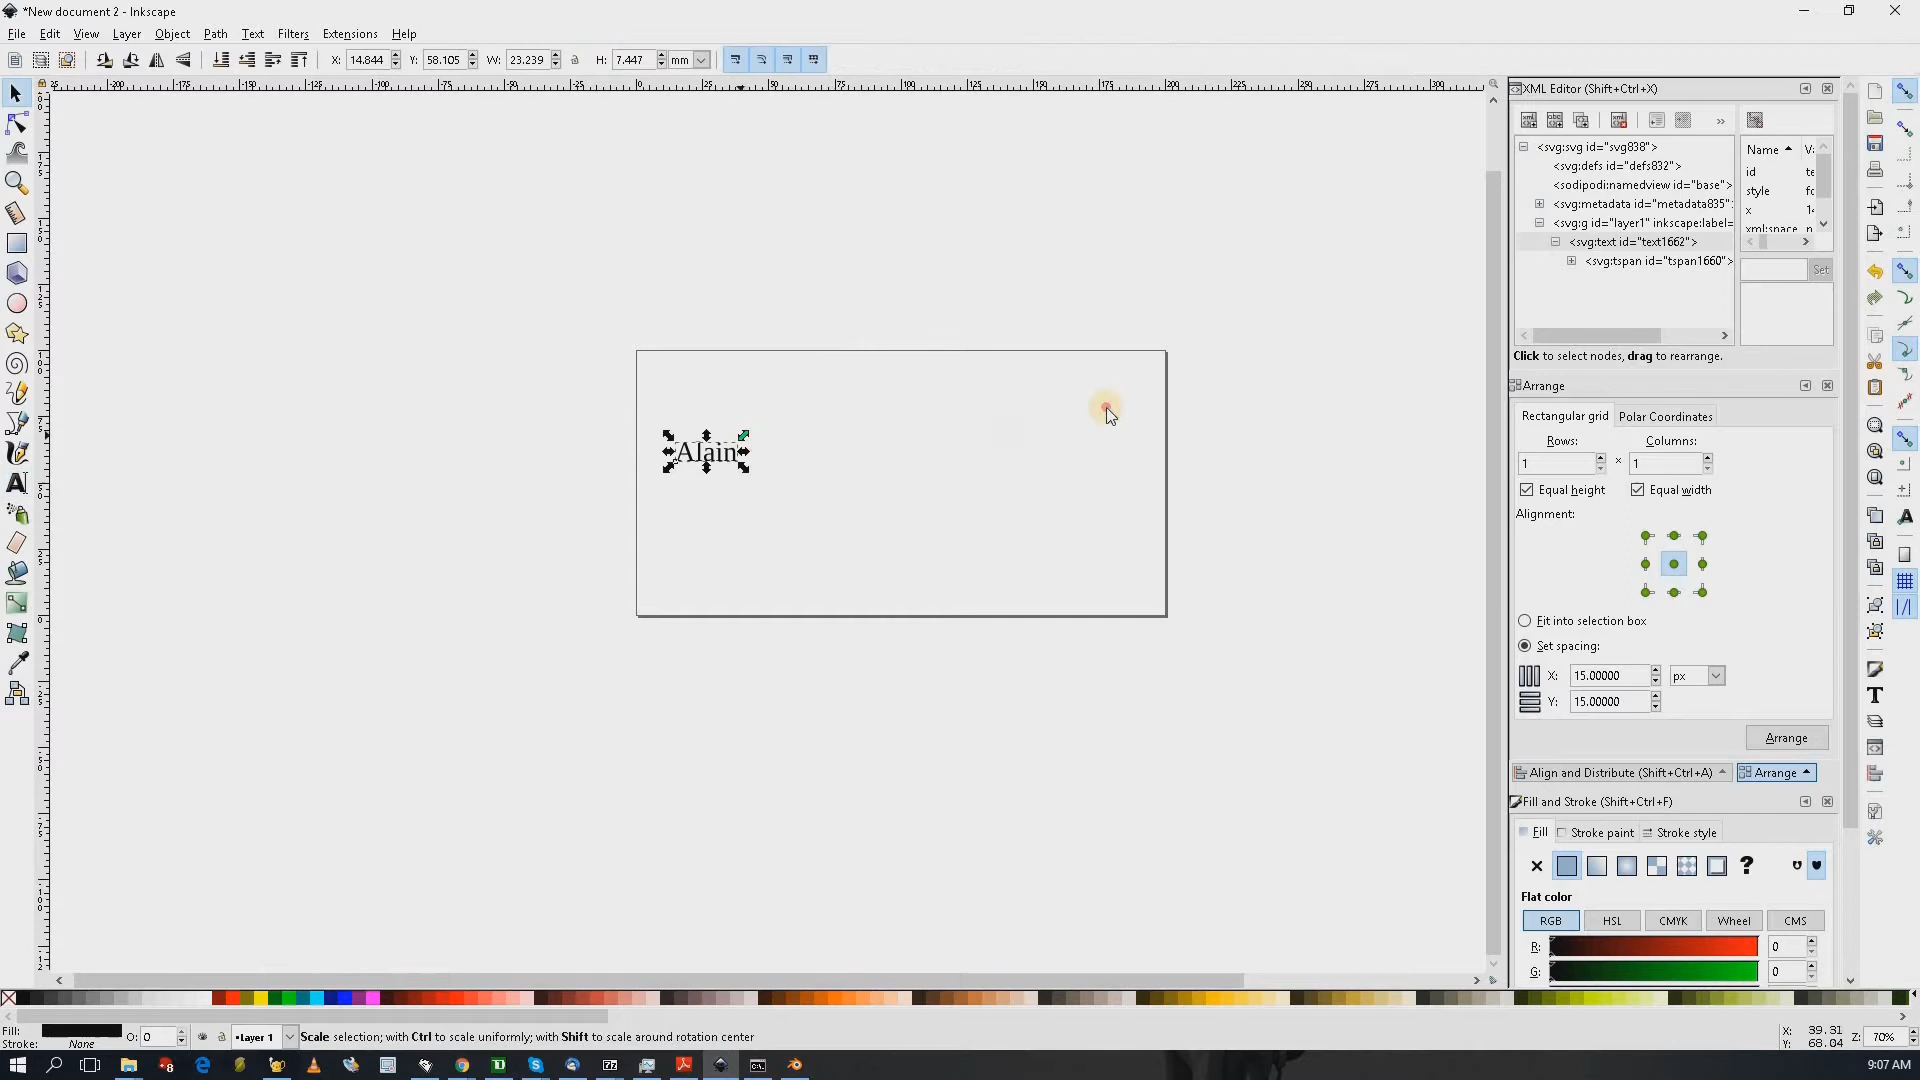 *New document 2 - Inkscape
File Edit View Layer Object Path Text Filters Extensions Help
X: 14.844 Y: 58.105 W: 23.239 H: 7.447 mm
XML Editor (Shift+Ctrl+X)
<svg:svg id="svg838">
<svg:defs id="defs832">
<sodipodi:namedview id="base">
<svg:metadata id="metadata835":
<svg:g id="layer1" inkscape:label=
<svg:text id="text1662">
<svg:tspan id="tspan1660">
Name
id
style
x
xml:space
Set
Click to select nodes, drag to rearrange.
Arrange
Rectangular grid Polar Coordinates
Rows: Columns:
1 × 1
Equal height Equal width
Alignment:
Fit into selection box
Set spacing:
X: 15.00000 px
Y: 15.00000
Arrange
Align and Distribute (Shift+Ctrl+A) Arrange
Fill and Stroke (Shift+Ctrl+F)
Fill Stroke paint Stroke style
Flat color
RGB HSL CMYK Wheel CMS
R: 0
G: 0
Alain
Fill:
Stroke: None
O: 0
•Layer 1
Scale selection; with Ctrl to scale uniformly; with Shift to scale around rotation center
X: 39.31
Y: 68.04
Z: 70%
9:07 AM